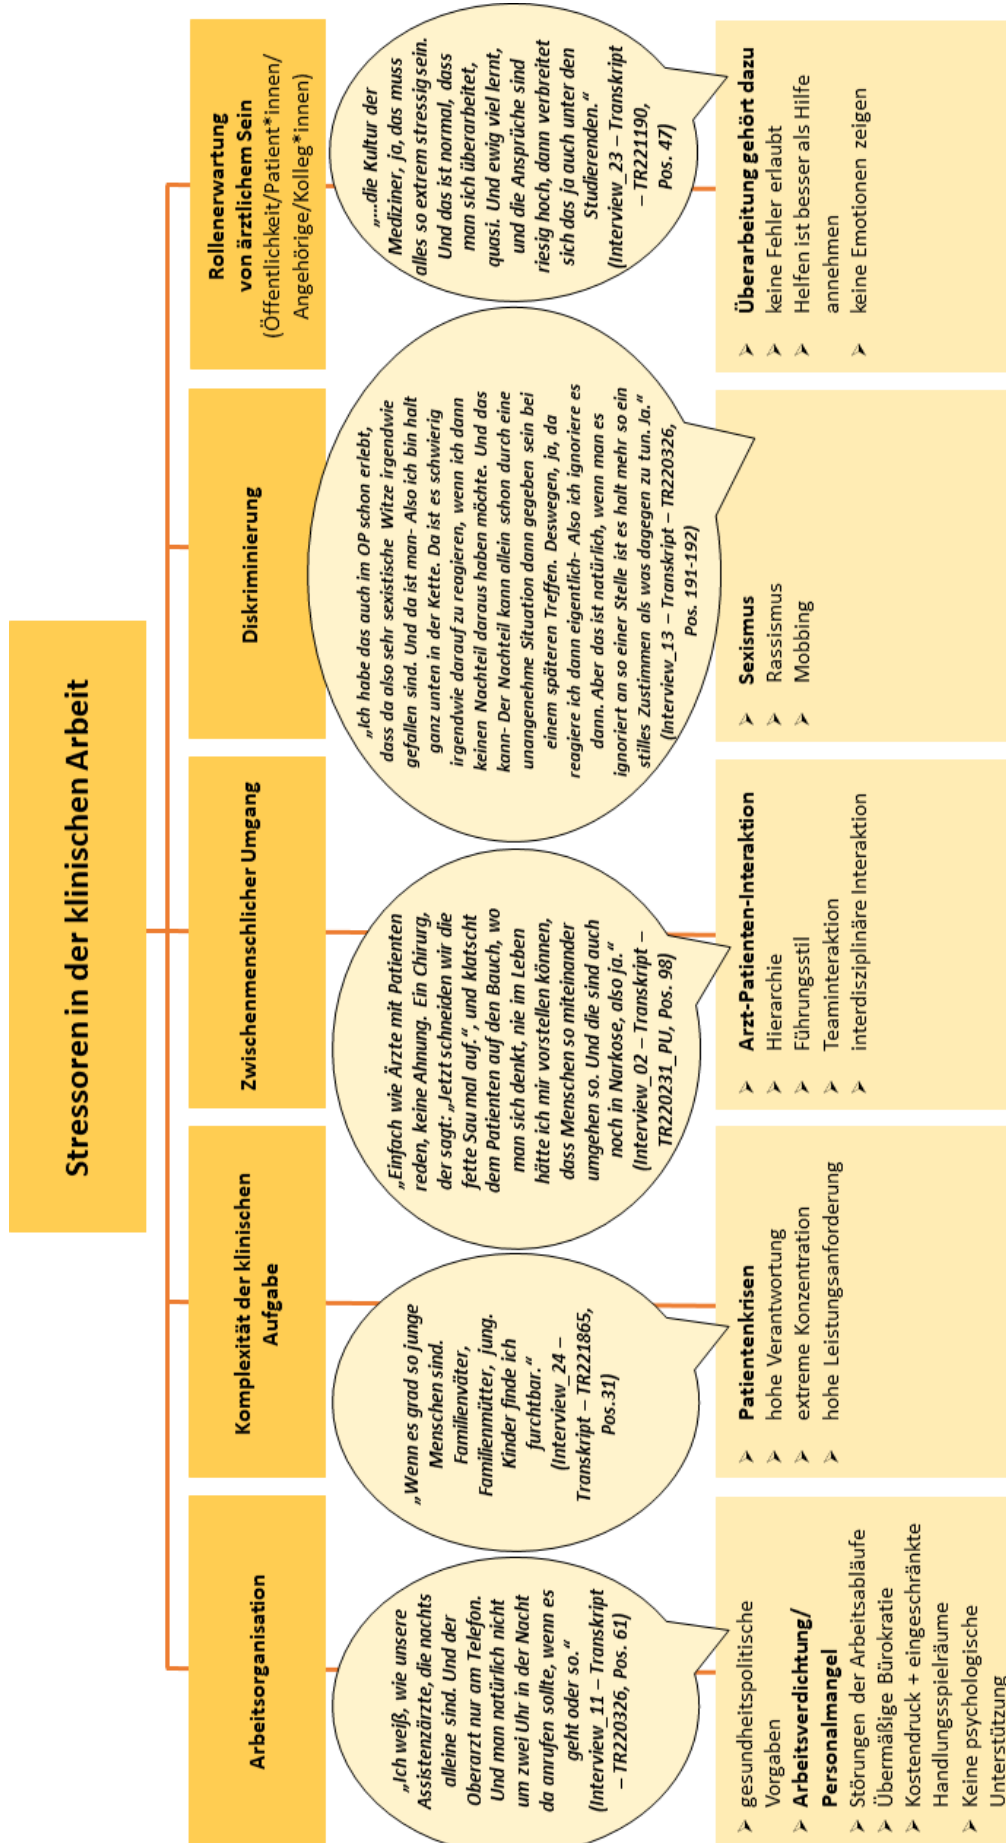 Stressoren in der klinischen Arbeit
Arbeitsorganisation
„Ich weiß, wie unsere
Assistenzärzte, die nachts
alleine sind. Und der
Oberarzt nur am Telefon.
Und man natürlich nicht
um zwei Uhr in der Nacht
da anrufen sollte, wenn es
geht oder so.“
(Interview_11 – Transkript
– TR220326, Pos. 61)
➢ gesundheitspolitische
Vorgaben
➢ Arbeitsverdichtung/
Personalmangel
➢ Störungen der Arbeitsabläufe
➢ Übermäßige Bürokratie
➢ Kostendruck + eingeschränkte
Handlungsspielräume
➢ Keine psychologische
Unterstützung
Komplexität der klinischen
Aufgabe
„Wenn es grad so junge
Menschen sind.
Familienväter,
Familienmütter, jung.
Kinder finde ich
furchtbar.“
(Interview_24 –
Transkript – TR221865,
Pos.31)
➢ Patientenkrisen
➢ hohe Verantwortung
➢ extreme Konzentration
➢ hohe Leistungsanforderung
Zwischenmenschlicher Umgang
„Einfach wie Ärzte mit Patienten
reden, keine Ahnung. Ein Chirurg,
der sagt: „Jetzt schneiden wir die
fette Sau mal auf.“, und klatscht
dem Patienten auf den Bauch, wo
man sich denkt, nie im Leben
hätte ich mir vorstellen können,
dass Menschen so miteinander
umgehen so. Und die sind auch
noch in Narkose, also ja.“
(Interview_02 – Transkript –
TR220231_PU, Pos. 98)
➢ Arzt-Patienten-Interaktion
➢ Hierarchie
➢ Führungsstil
➢ Teaminteraktion
➢ interdisziplinäre Interaktion
Diskriminierung
„Ich habe das auch im OP schon erlebt,
dass da also sehr sexistische Witze irgendwie
gefallen sind. Und da ist man- Also ich bin halt
ganz unten in der Kette. Da ist es schwierig
irgendwie darauf zu reagieren, wenn ich dann
keinen Nachteil daraus haben möchte. Und das
kann- Der Nachteil kann allein schon durch eine
unangenehme Situation dann gegeben sein bei
einem späteren Treffen. Deswegen, ja, da
reagiere ich dann eigentlich- Also ich ignoriere es
dann. Aber das ist natürlich, wenn man es
ignoriert an so einer Stelle ist es halt mehr so ein
stilles Zustimmen als was dagegen zu tun. Ja.“
(Interview_13 – Transkript – TR220326,
Pos. 191-192)
➢ Sexismus
➢ Rassismus
➢ Mobbing
Rollenerwartung
von ärztlichem Sein
(Öffentlichkeit/Patient*innen/
Angehörige/Kolleg*innen)
„....die Kultur der
Mediziner, ja, das muss
alles so extrem stressig sein.
Und das ist normal, dass
man sich überarbeitet,
quasi. Und ewig viel lernt,
und die Ansprüche sind
riesig hoch, dann verbreitet
sich das ja auch unter den
Studierenden.“
(Interview_23 – Transkript
– TR221190,
Pos. 47)
➢ Überarbeitung gehört dazu
➢ keine Fehler erlaubt
➢ Helfen ist besser als Hilfe
annehmen
➢ keine Emotionen zeigen